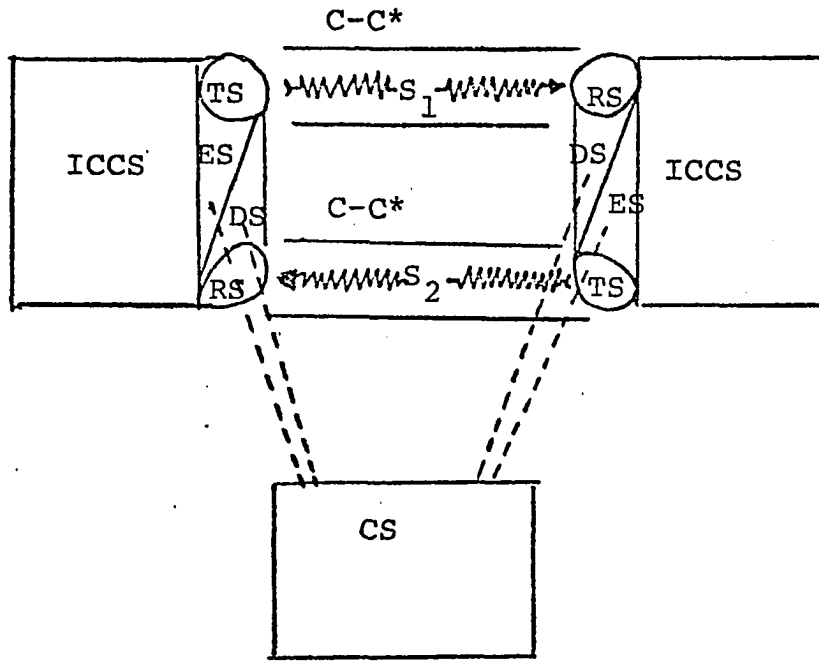 C-C*
TS S1 RS
ES DS
ICCS ICCS
C-C* ES
DS
RS S2 TS
CS